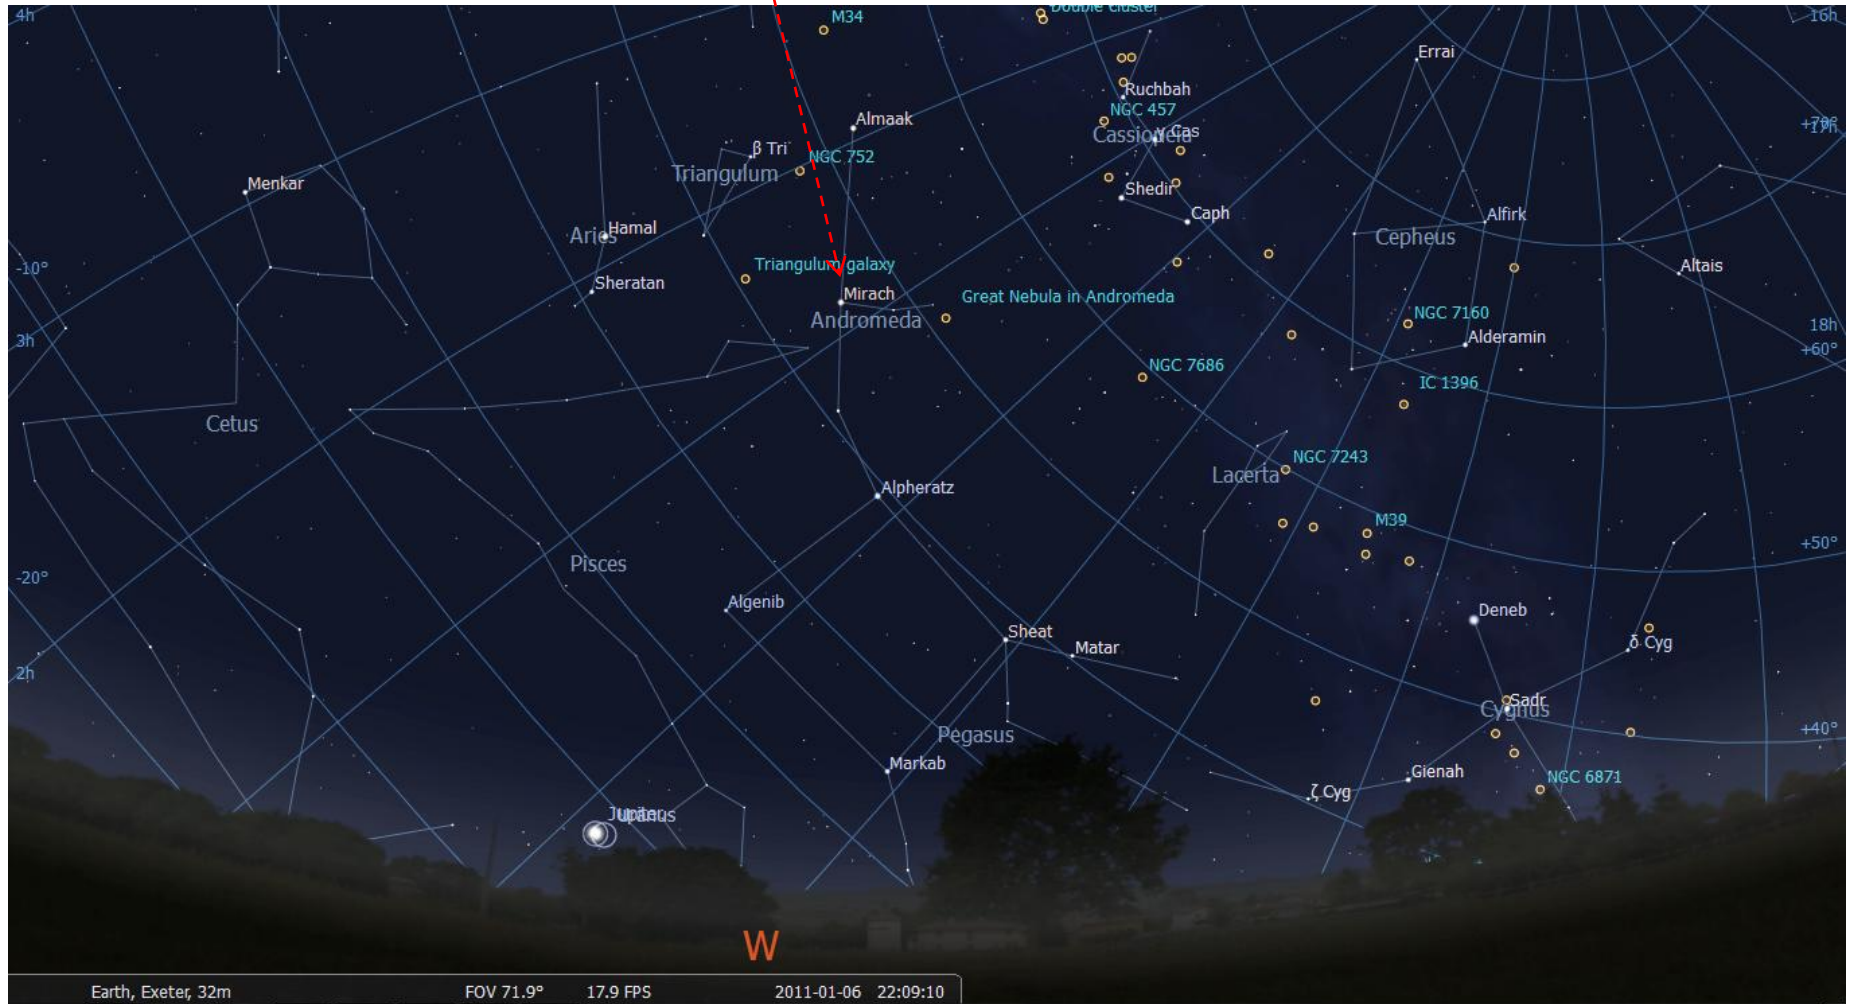 4h
M34
Double cluster
16h
Errai
Ruchbah
NGC 457
Almaak
Cassiopeia
γ Cas
+70°
17h
β Tri
NGC 752
Triangulum
Menkar
Shedir
Caph
Alfirk
Aries
Hamal
Cepheus
-10°
Triangulum galaxy
Altais
Sheratan
Mirach
Great Nebula in Andromeda
Andromeda
NGC 7160
18h
3h
Alderamin
+60°
NGC 7686
IC 1396
Cetus
NGC 7243
Lacerta
Alpheratz
M39
+50°
Pisces
-20°
Algenib
Deneb
Sheat
Matar
δ Cyg
2h
Sadr
Cygnus
Pegasus
+40°
Markab
Gienah
NGC 6871
ζ Cyg
Jupiter
Uranus
W
Earth, Exeter, 32m FOV 71.9° 17.9 FPS 2011-01-06 22:09:10